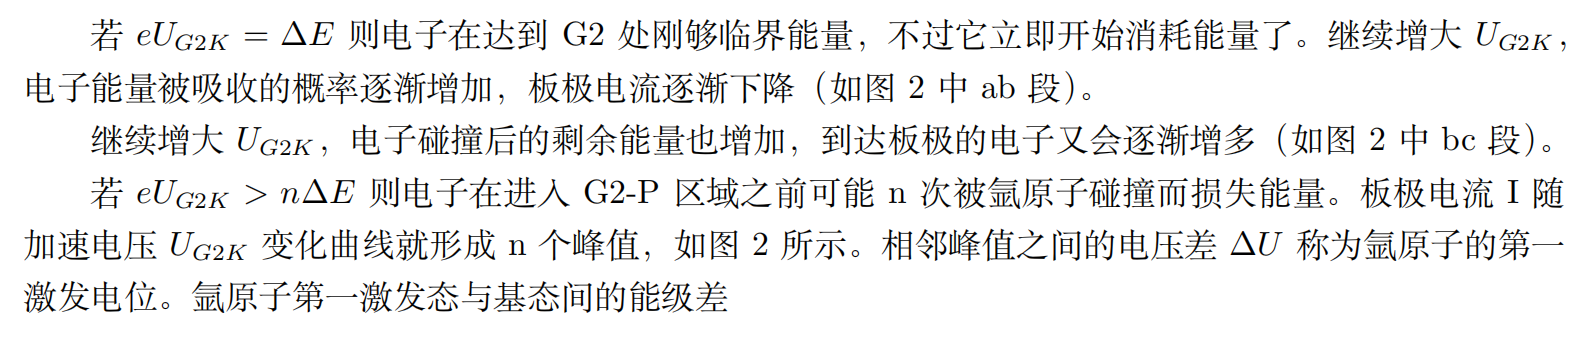 若 eU_{G2K} = ΔE 则电子在达到 G2 处刚够临界能量，不过它立即开始消耗能量了。继续增大 U_{G2K}，
电子能量被吸收的概率逐渐增加，板极电流逐渐下降（如图 2 中 ab 段）。
继续增大 U_{G2K}，电子碰撞后的剩余能量也增加，到达板极的电子又会逐渐增多（如图 2 中 bc 段）。
若 eU_{G2K} > nΔE 则电子在进入 G2-P 区域之前可能 n 次被氩原子碰撞而损失能量。板极电流 I 随
加速电压 U_{G2K} 变化曲线就形成 n 个峰值，如图 2 所示。相邻峰值之间的电压差 ΔU 称为氩原子的第一
激发电位。氩原子第一激发态与基态间的能级差